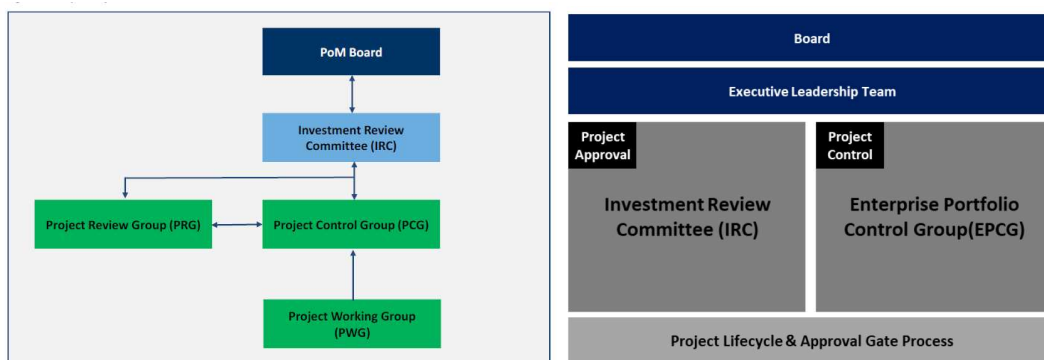 PoM Board
Investment Review
Committee (IRC)
Project Review Group (PRG)
Project Control Group (PCG)
Project Working Group
(PWG)
Board
Executive Leadership Team
Project
Approval
Investment Review
Committee (IRC)
Project
Control
Enterprise Portfolio
Control Group(EPCG)
Project Lifecycle & Approval Gate Process